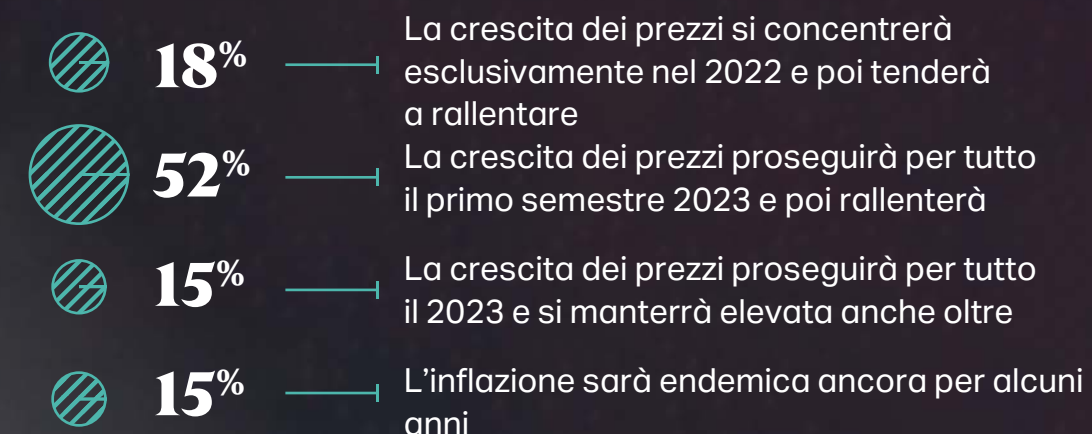 18%
La crescita dei prezzi si concentrerà
esclusivamente nel 2022 e poi tenderà
a rallentare
52%
La crescita dei prezzi proseguirà per tutto
il primo semestre 2023 e poi rallenterà
15%
La crescita dei prezzi proseguirà per tutto
il 2023 e si manterrà elevata anche oltre
15%
L’inflazione sarà endemica ancora per alcuni
anni